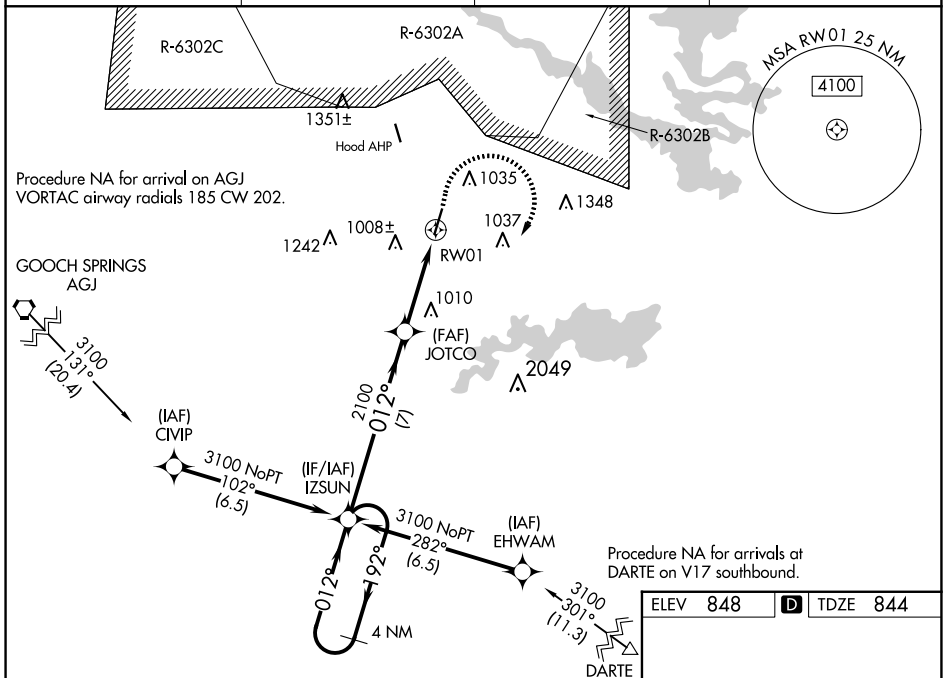 R-6302C
R-6302A
MSA RW01 25 NM
4100
1351±
Hood AHP
R-6302B
Procedure NA for arrival on AGJ
VORTAC airway radials 185 CW 202.
1035
1348
1008±
1037
1242
RW01
GOOCH SPRINGS
AGJ
1010
(FAF)
JOTCO
3100
131°
(20.4)
2049
2100
012°
(7)
(IAF)
CIVIP
3100 NoPT
102°
(6.5)
(IF/IAF)
IZSUN
3100 NoPT
282°
(6.5)
(IAF)
EHWAM
Procedure NA for arrivals at
DARTE on V17 southbound.
012°
192°
4 NM
3100
301°
(11.3)
DARTE
ELEV 848 D TDZE 844